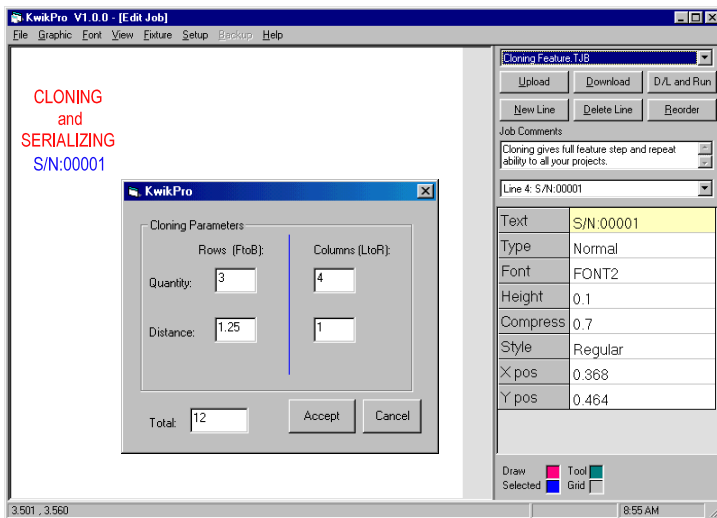 KwikPro V1.0.0 - [Edit Job]
File Graphic Font View Fixture Setup Backup Help
CLONING
and
SERIALIZING
S/N:00001
KwikPro
Cloning Parameters
Rows (FtoB): Columns (LtoR):
Quantity: 3 4
Distance: 1.25 1
Total: 12 Accept Cancel
Cloning Feature.TJB
Upload Download D/L and Run
New Line Delete Line Reorder
Job Comments
Cloning gives full feature step and repeat
ability to all your projects.
Line 4: S/N:00001
Text S/N:00001
Type Normal
Font FONT2
Height 0.1
Compress 0.7
Style Regular
X pos 0.368
Y pos 0.464
Draw Tool
Selected Grid
3.501 , 3.560 8:55 AM